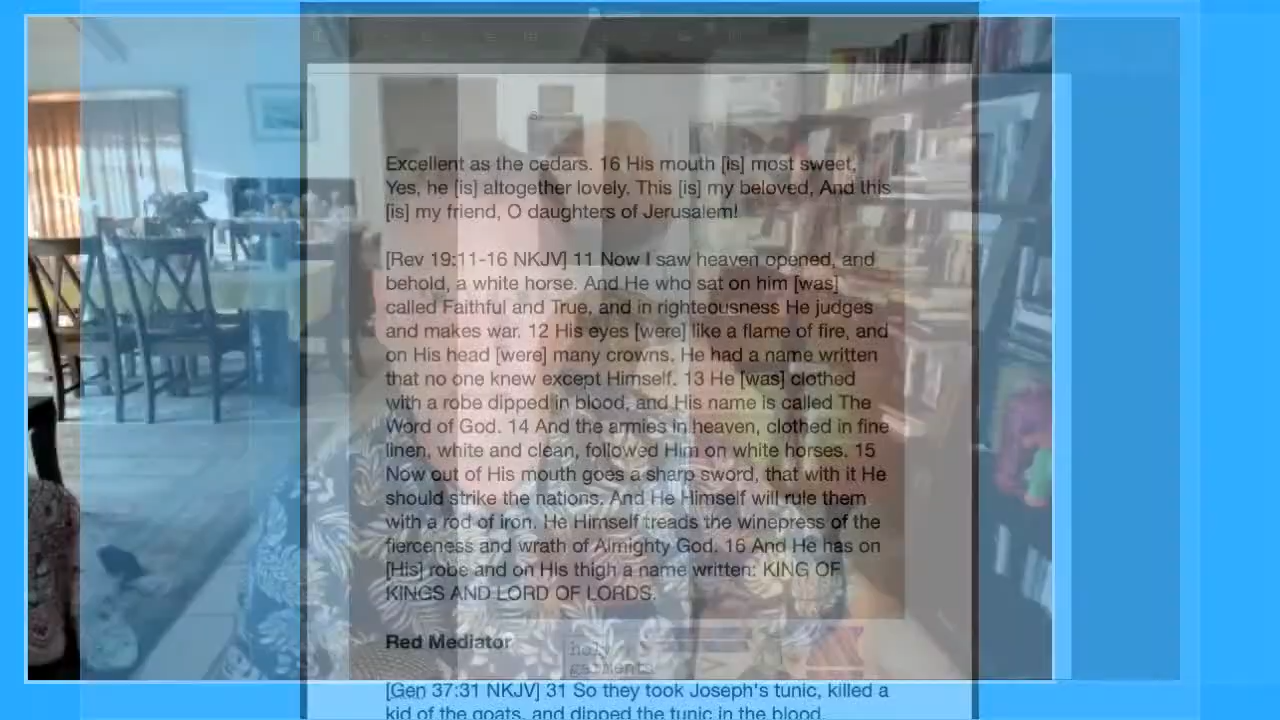 Excellent as the cedars. 16 His mouth [is] most sweet,
Yes, he [is] altogether lovely. This [is] my beloved, And this
[is] my friend, O daughters of Jerusalem!
[Rev 19:11-16 NKJV] 11 Now I saw heaven opened, and
behold, a white horse. And He who sat on him [was]
called Faithful and True, and in righteousness He judges
and makes war. 12 His eyes [were] like a flame of fire, and
on His head [were] many crowns. He had a name written
that no one knew except Himself. 13 He [was] clothed
with a robe dipped in blood, and His name is called The
Word of God. 14 And the armies in heaven, clothed in fine
linen, white and clean, followed Him on white horses. 15
Now out of His mouth goes a sharp sword, that with it He
should strike the nations. And He Himself will rule them
with a rod of iron. He Himself treads the winepress of the
fierceness and wrath of Almighty God. 16 And He has on
[His] robe and on His thigh a name written: KING OF
KINGS AND LORD OF LORDS.
Red Mediator
holy
garments
[Gen 37:31 NKJV] 31 So they took Joseph's tunic, killed a
kid of the goats, and dipped the tunic in the blood.